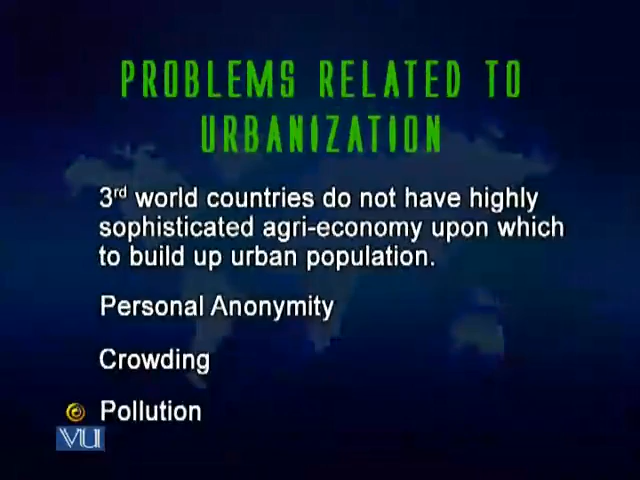 PROBLEMS RELATED TO
URBANIZATION
3rd world countries do not have highly
sophisticated agri-economy upon which
to build up urban population.
Personal Anonymity
Crowding
Pollution
VU